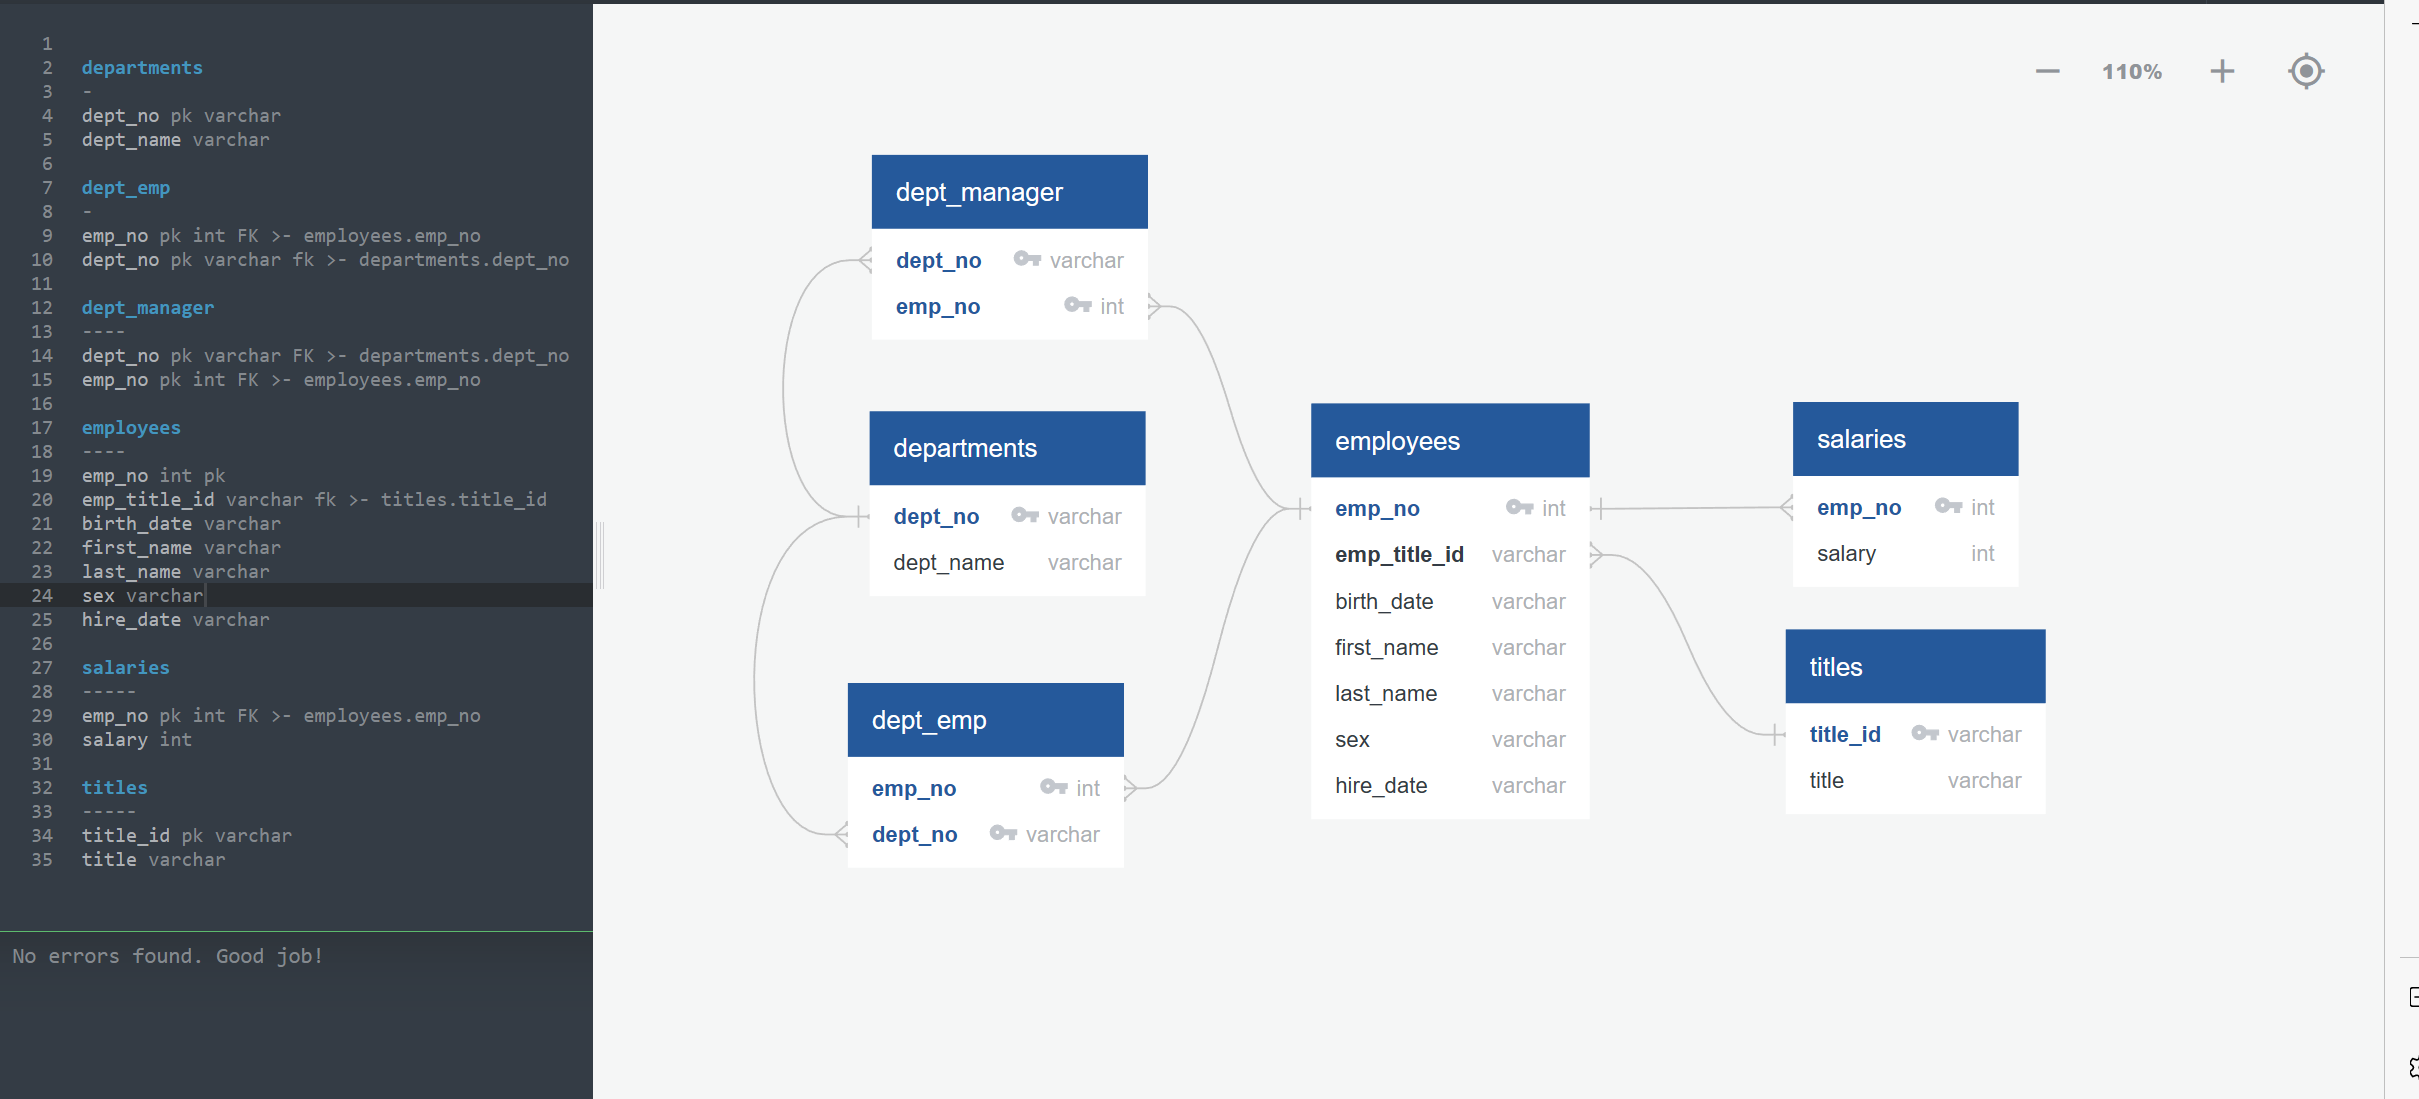 1
2 departments
3 -
4 dept_no pk varchar
5 dept_name varchar
6
7 dept_emp
8 -
9 emp_no pk int FK >- employees.emp_no
10 dept_no pk varchar fk >- departments.dept_no
11
12 dept_manager
13 ----
14 dept_no pk varchar FK >- departments.dept_no
15 emp_no pk int FK >- employees.emp_no
16
17 employees
18 ----
19 emp_no int pk
20 emp_title_id varchar fk >- titles.title_id
21 birth_date varchar
22 first_name varchar
23 last_name varchar
24 sex varchar
25 hire_date varchar
26
27 salaries
28 -----
29 emp_no pk int FK >- employees.emp_no
30 salary int
31
32 titles
33 -----
34 title_id pk varchar
35 title varchar
No errors found. Good job!
110%
dept_manager
dept_no varchar
emp_no int
departments
dept_no varchar
dept_name varchar
dept_emp
emp_no int
dept_no varchar
employees
emp_no int
emp_title_id varchar
birth_date varchar
first_name varchar
last_name varchar
sex varchar
hire_date varchar
salaries
emp_no int
salary int
titles
title_id varchar
title varchar